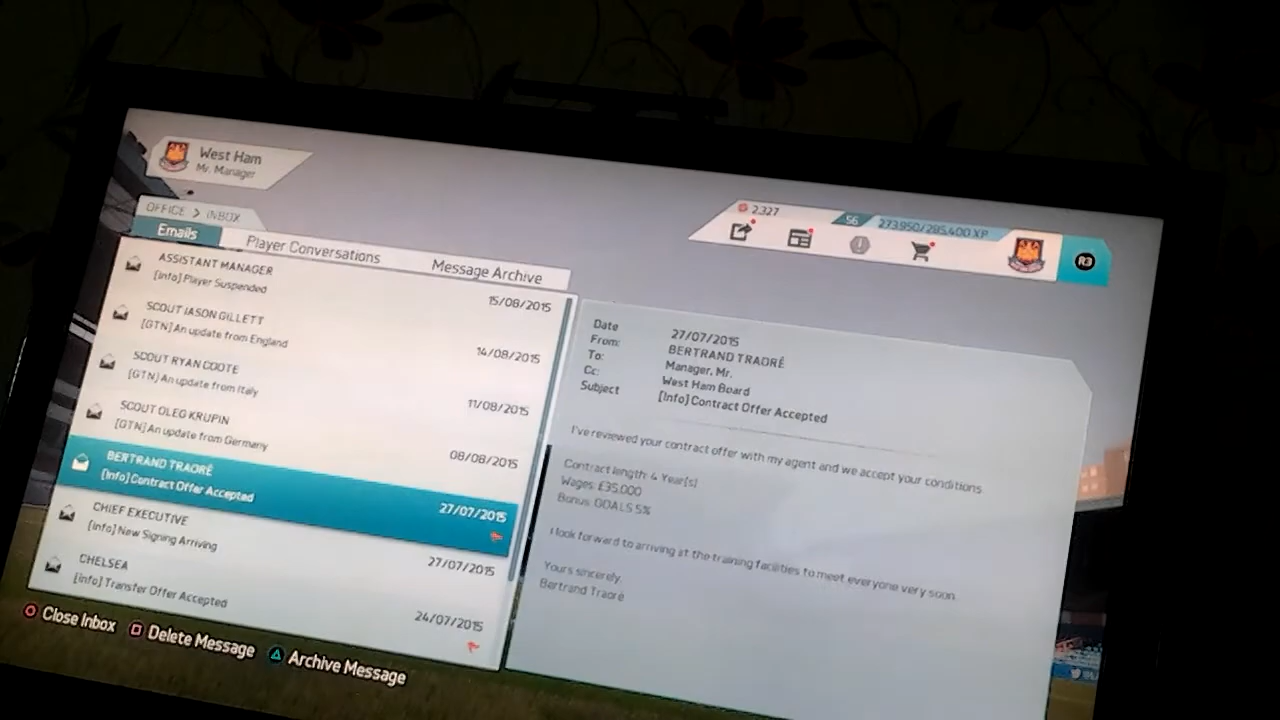 West Ham
Mr. Manager
OFFICE > INBOX
2,327
56
273,950/285,400 XP
R3
Emails
Player Conversations
Message Archive
ASSISTANT MANAGER
[Info] Player Suspended
15/08/2015
SCOUT JASON GILLETT
[GTN] An update from England
14/08/2015
SCOUT RYAN COOTE
[GTN] An update from Italy
11/08/2015
SCOUT OLEG KRUPIN
[GTN] An update from Germany
08/08/2015
BERTRAND TRAORÉ
[Info] Contract Offer Accepted
27/07/2015
CHIEF EXECUTIVE
[Info] New Signing Arriving
27/07/2015
CHELSEA
[Info] Transfer Offer Accepted
24/07/2015
Date 27/07/2015
From: BERTRAND TRAORÉ
To: Manager, Mr.
Cc: West Ham Board
Subject [Info] Contract Offer Accepted
I've reviewed your contract offer with my agent and we accept your conditions.
Contract length: 4 Year(s)
Wages: £35,000
Bonus: GOALS 5%
I look forward to arriving at the training facilities to meet everyone very soon.
Yours sincerely,
Bertrand Traoré
Close Inbox
Delete Message
Archive Message